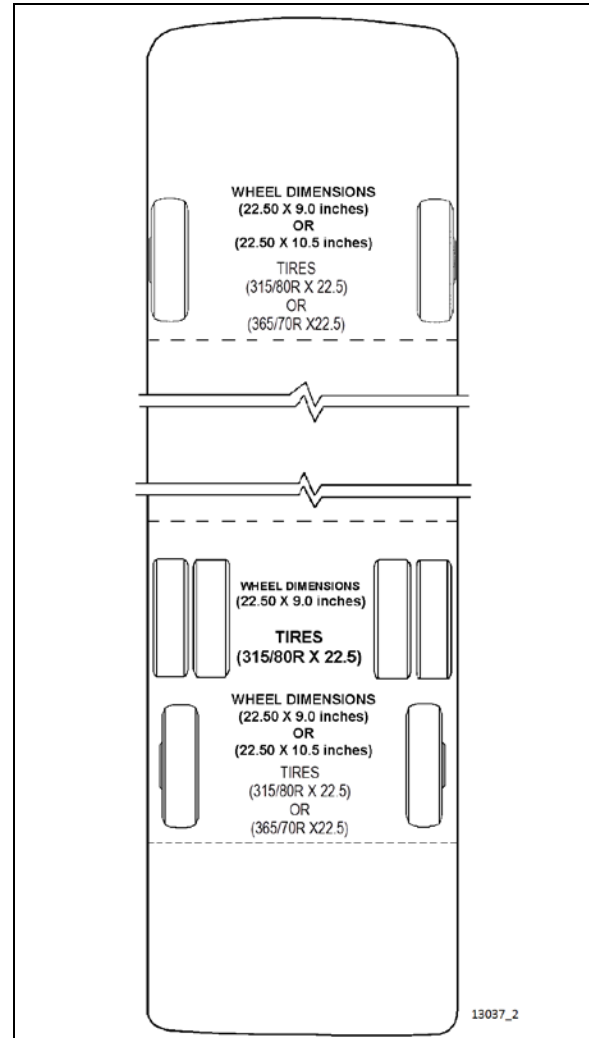 WHEEL DIMENSIONS
(22.50 X 9.0 inches)
OR
(22.50 X 10.5 inches)
TIRES
(315/80R X 22.5)
OR
(365/70R X22.5)
WHEEL DIMENSIONS
(22.50 X 9.0 inches)
TIRES
(315/80R X 22.5)
WHEEL DIMENSIONS
(22.50 X 9.0 inches)
OR
(22.50 X 10.5 inches)
TIRES
(315/80R X 22.5)
OR
(365/70R X22.5)
13037_2